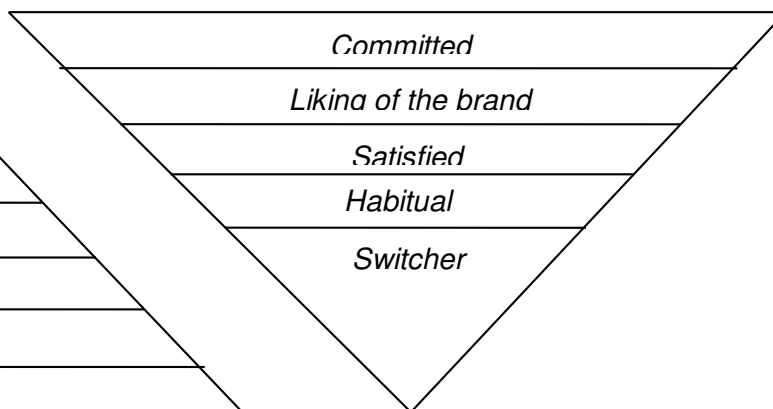 Committed
Liking of the brand
Satisfied
Habitual
Switcher